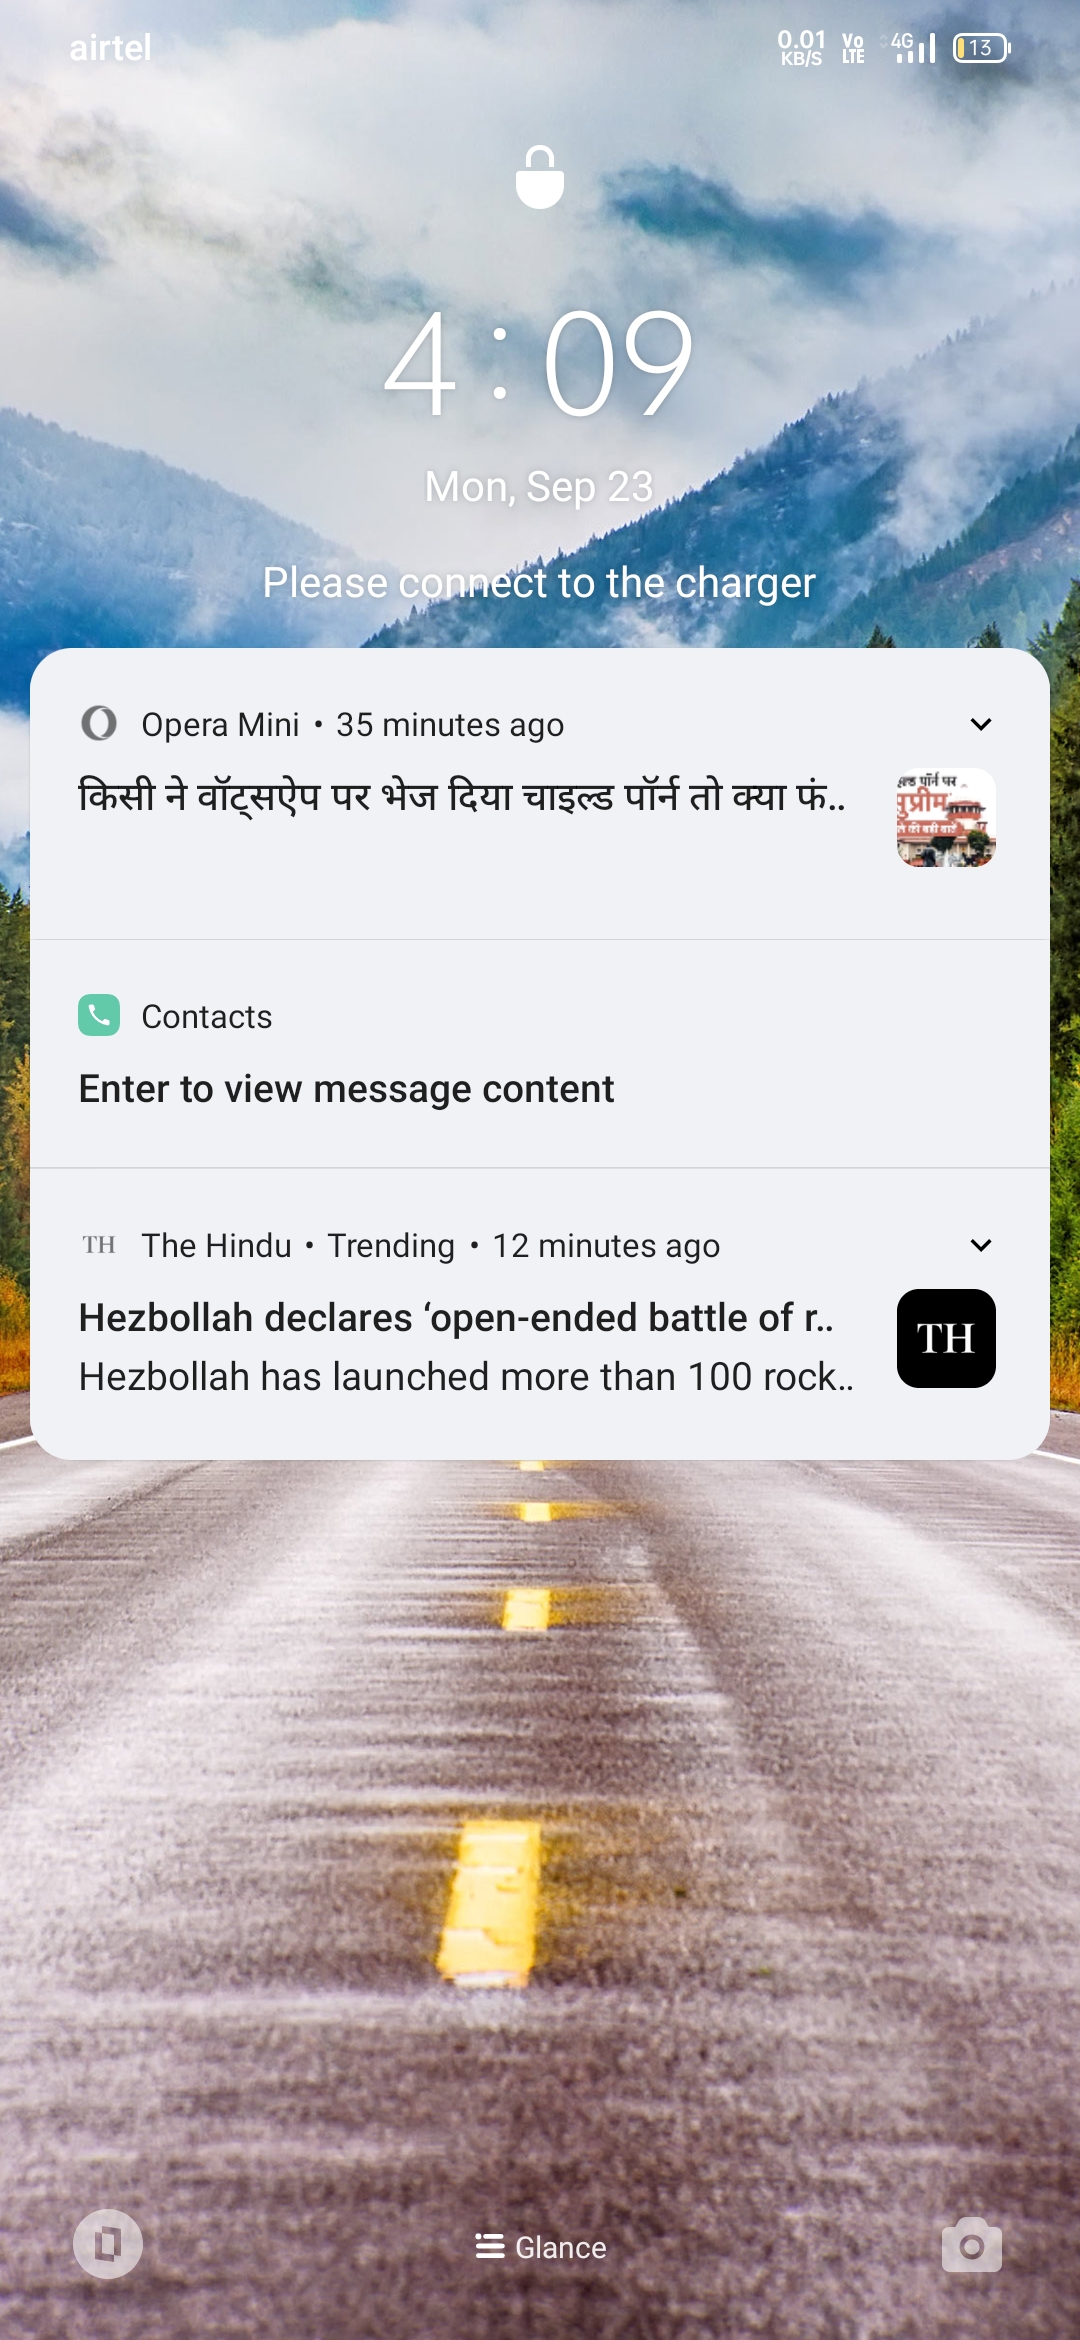 airtel
0.01 KB/S Vo LTE 4G 13
4:09
Mon, Sep 23
Please connect to the charger
Opera Mini • 35 minutes ago
किसी ने वॉट्सऐप पर भेज दिया चाइल्ड पॉर्न तो क्या फं..
पॉर्न पर
सुप्रीम
की बड़ी बातें
Contacts
Enter to view message content
TH The Hindu • Trending • 12 minutes ago
Hezbollah declares ‘open-ended battle of r..
TH
Hezbollah has launched more than 100 rock..
Glance